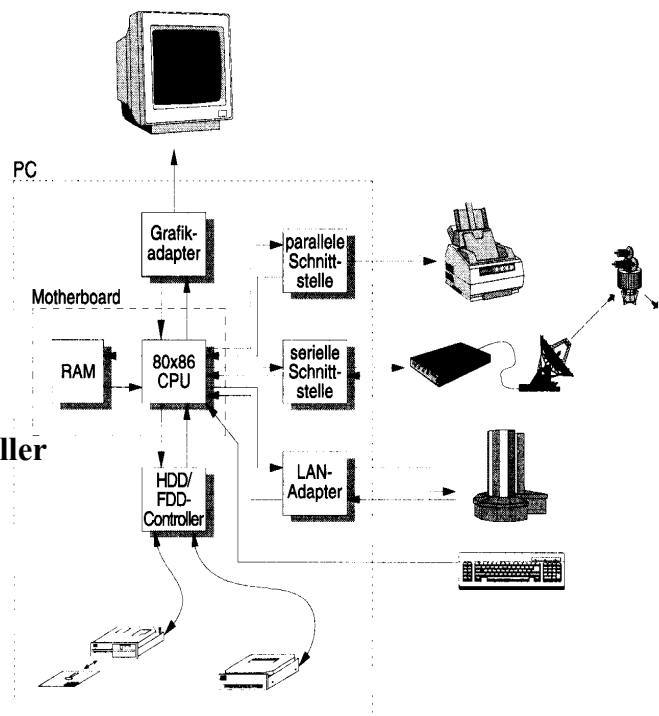 PC
Grafik-
adapter
parallele
Schnitt-
stelle
Motherboard
RAM
80x86
CPU
serielle
Schnitt-
stelle
ller
HDD/
FDD-
Controller
LAN-
Adapter